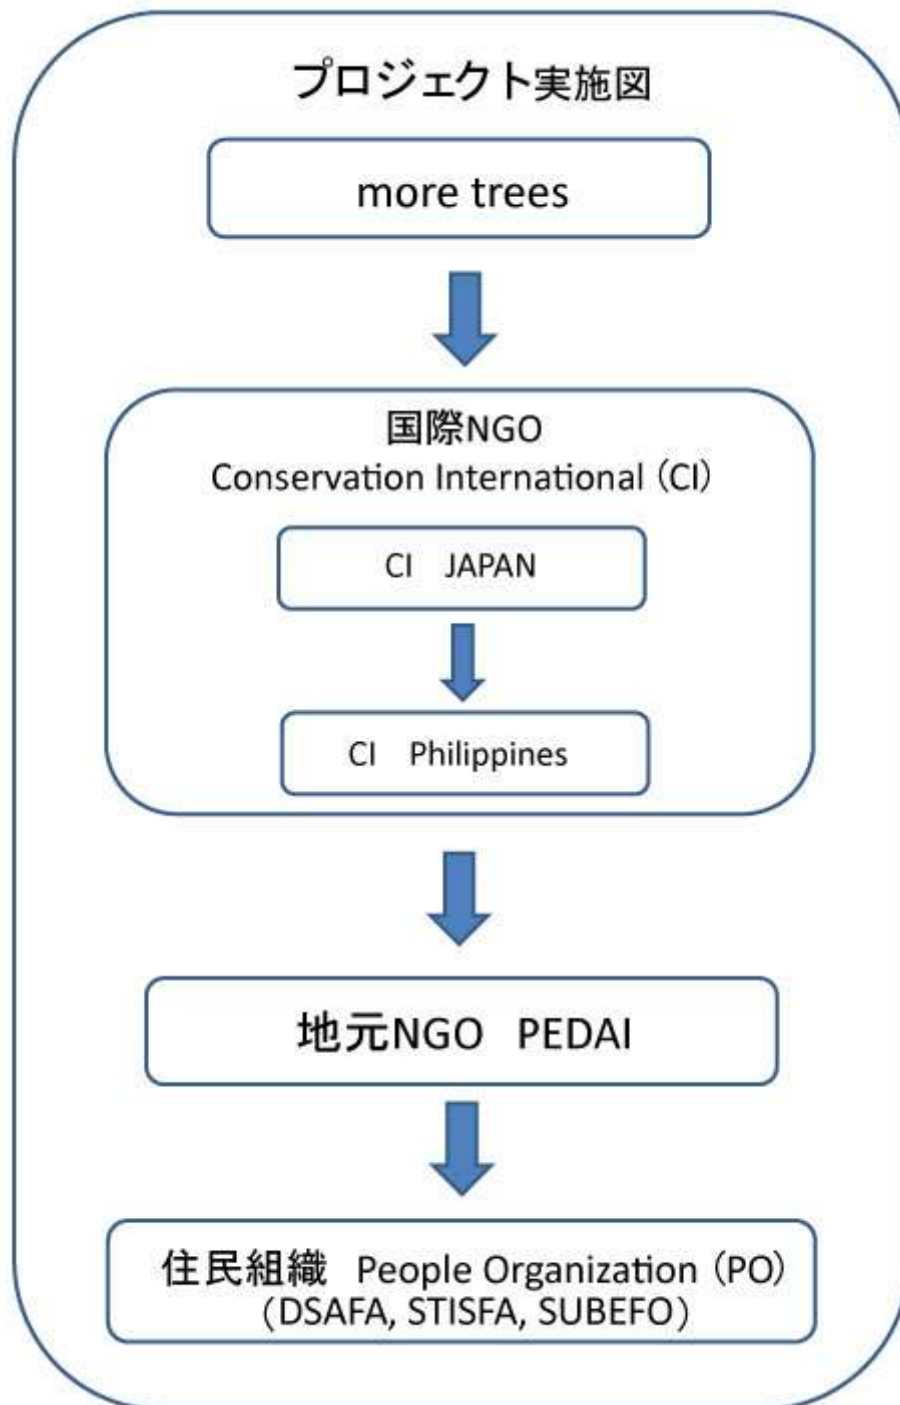 プロジェクト実施図
more trees
国際NGO
Conservation International（CI）
CI　JAPAN
CI　Philippines
地元NGO　PEDAI
住民組織　People Organization（PO）
（DSAFA, STISFA, SUBEFO）